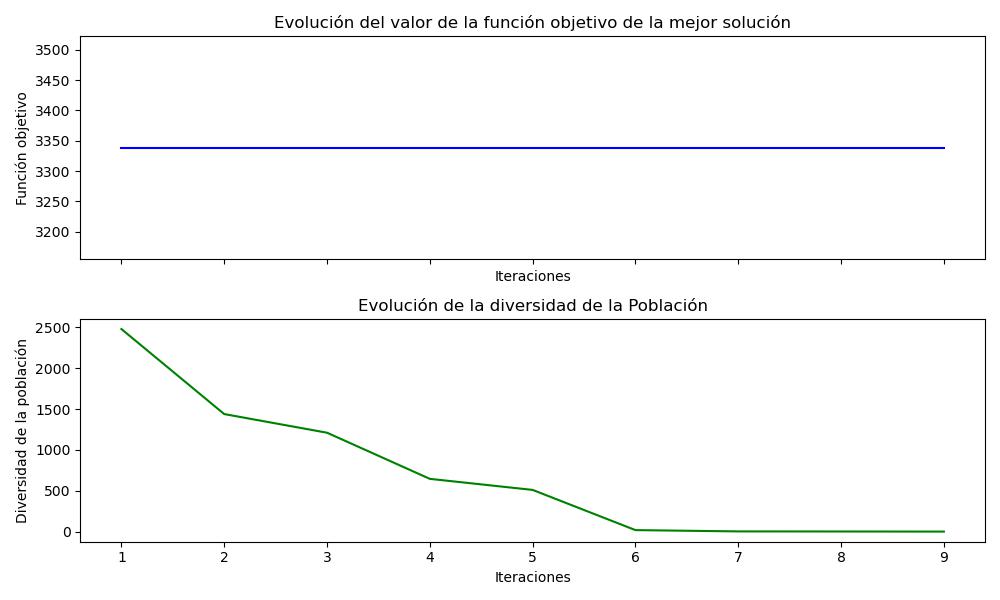 Evolución del valor de la función objetivo de la mejor solución
Función objetivo
3500
3450
3400
3350
3300
3250
3200
Iteraciones
Evolución de la diversidad de la Población
Diversidad de la población
2500
2000
1500
1000
500
0
1 2 3 4 5 6 7 8 9
Iteraciones